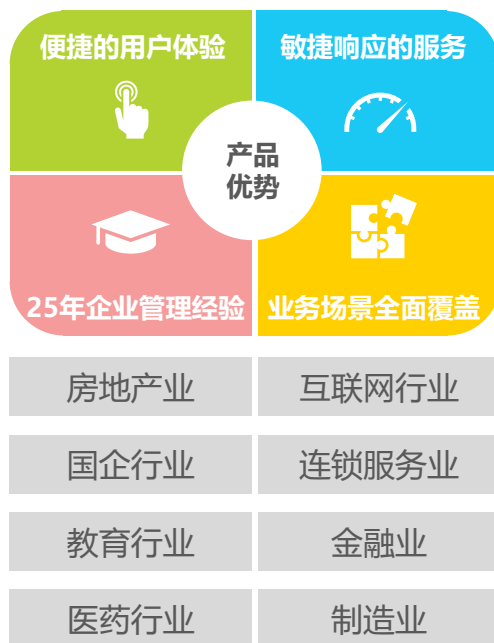 便捷的用户体验
敏捷响应的服务
产品
优势
25年企业管理经验
业务场景全面覆盖
房地产业
互联网行业
国企行业
连锁服务业
教育行业
金融业
医药行业
制造业